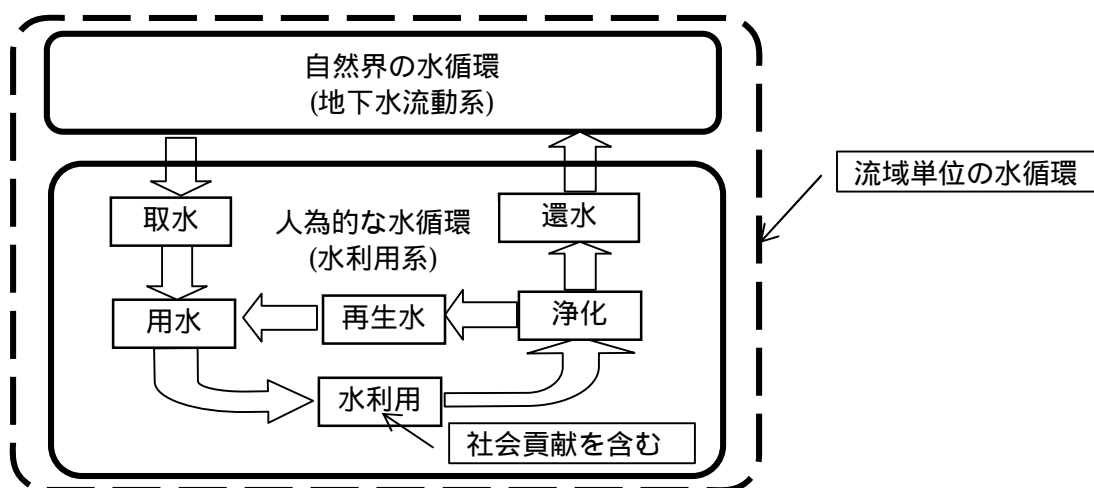 自然界の水循環
(地下水流動系)
流域単位の水循環
取水
人為的な水循環
(水利用系)
還水
用水
再生水
浄化
水利用
社会貢献を含む